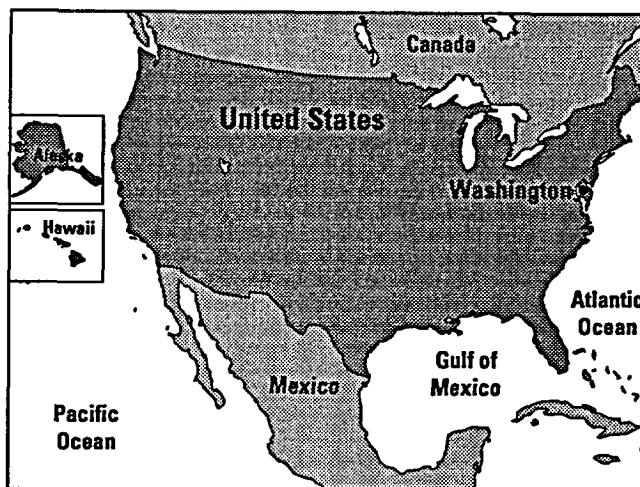 Canada
United States
Alaska
Washington
Hawaii
Atlantic
Ocean
Gulf of
Mexico
Mexico
Pacific
Ocean